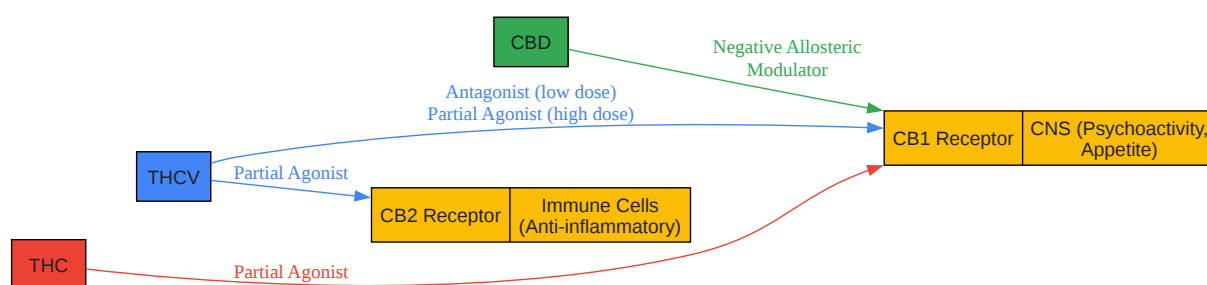 CBD
Negative Allosteric
Modulator
Antagonist (low dose)
Partial Agonist (high dose)
CB1 Receptor
CNS (Psychoactivity,
Appetite)
THCV
Partial Agonist
CB2 Receptor
Immune Cells
(Anti-inflammatory)
THC
Partial Agonist